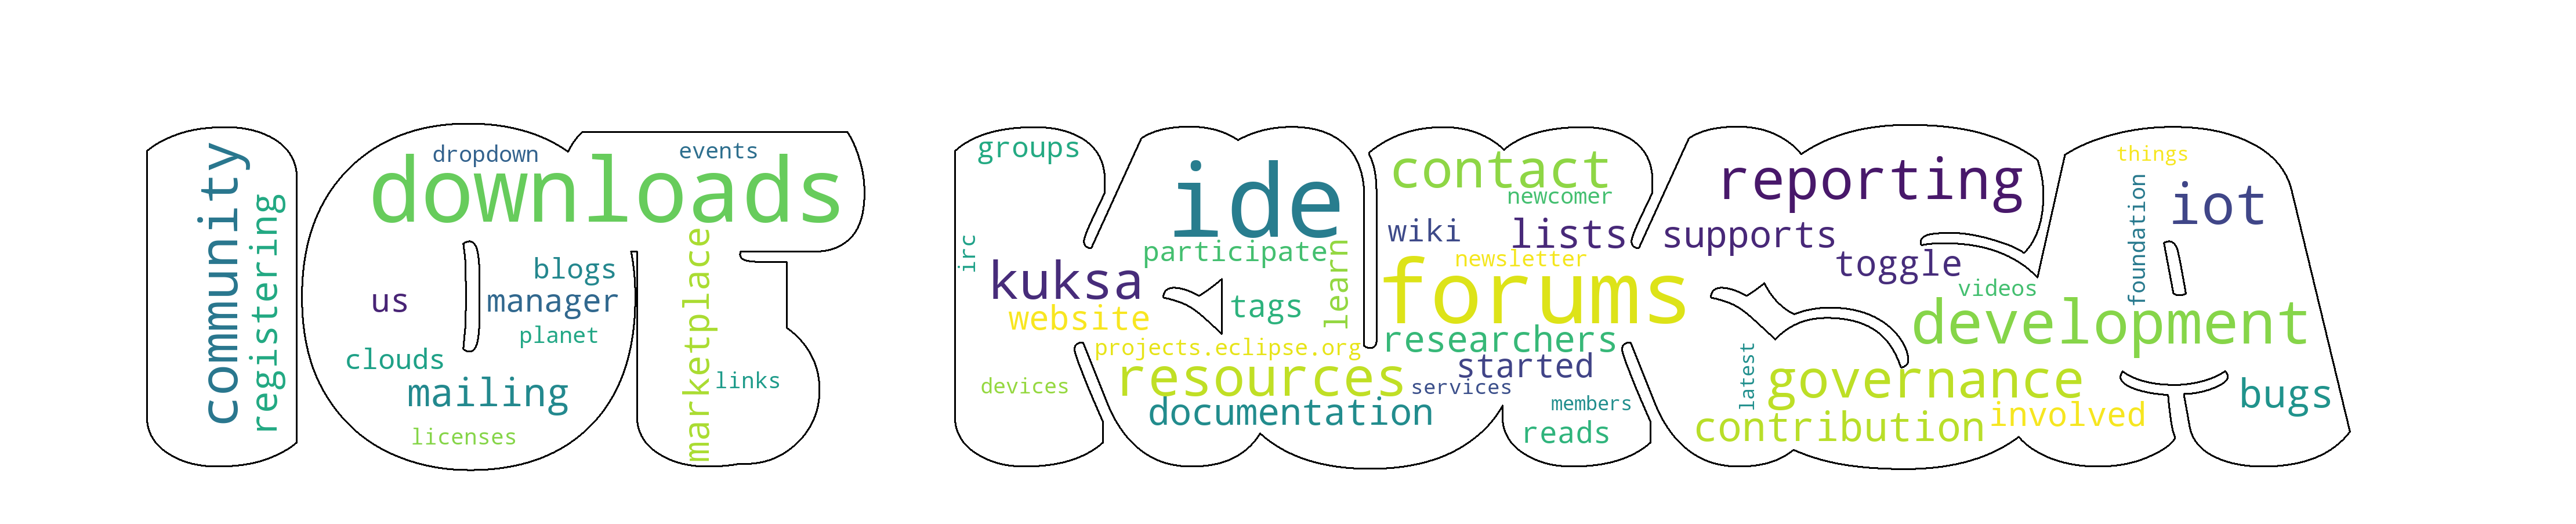 community
registering
dropdown
events
downloads
us
blogs
manager
planet
clouds
mailing
licenses
marketplace
links
groups
irc
kuksa
website
devices
ide
participate
learn
tags
projects.eclipse.org
resources
documentation
contact
newcomer
wiki
lists
newsletter
forums
researchers
started
services
members
reads
reporting
supports
toggle
videos
development
latest
governance
contribution
involved
things
foundation
iot
bugs